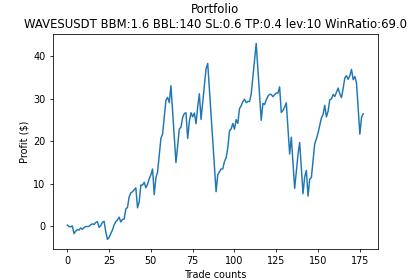 Portfolio
WAVESUSDT BBM:1.6 BBL:140 SL:0.6 TP:0.4 lev:10 WinRatio:69.0
Profit ($)
40
30
20
10
0
0 25 50 75 100 125 150 175
Trade counts